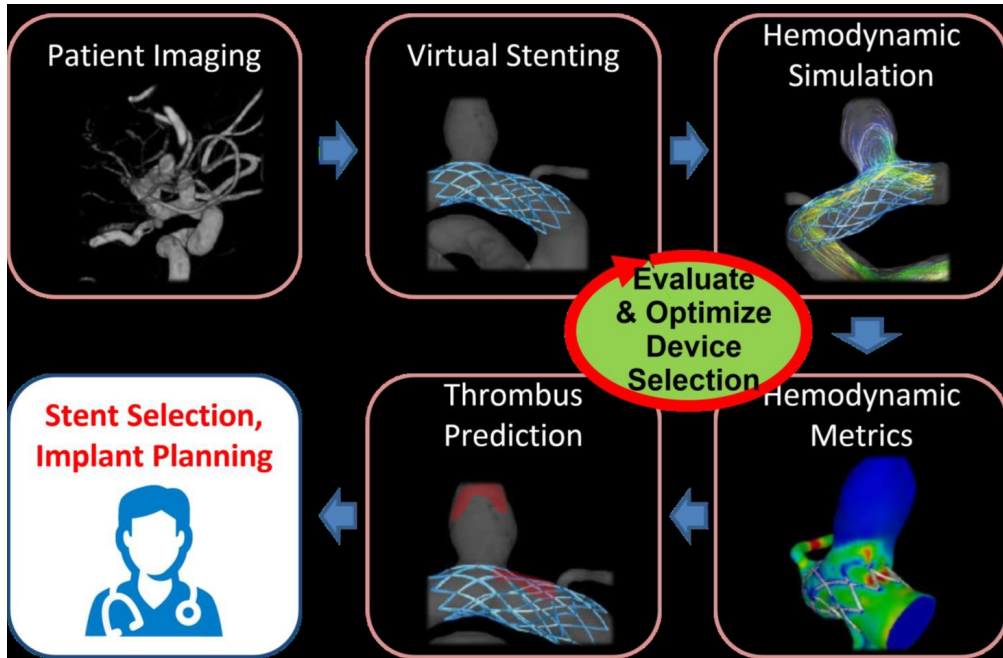 Patient Imaging
Virtual Stenting
Hemodynamic
Simulation
Evaluate
& Optimize
Device
Selection
Stent Selection,
Implant Planning
Thrombus
Prediction
Hemodynamic
Metrics